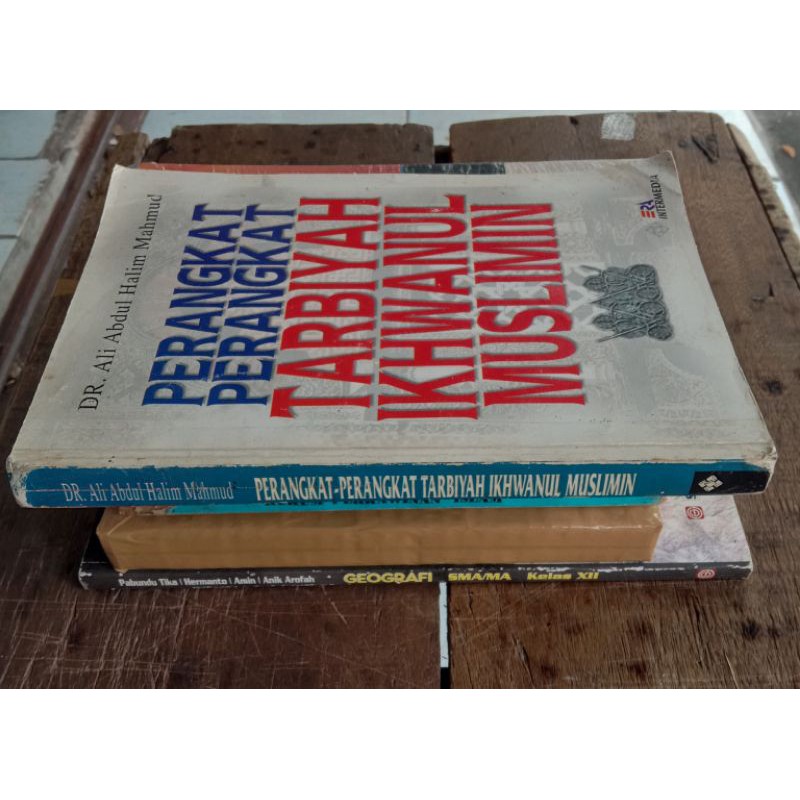 DR. Ali Abdul Halim Mahmud
PERANGKAT
PERANGKAT
TARBIYAH
IKHWANUL
MUSLIMIN
ERA
INTERMEDIA
DR. Ali Abdul Halim Mahmud PERANGKAT-PERANGKAT TARBIYAH IKHWANUL MUSLIMIN
Pabundu Tika | Hermanto | Amin | Anik Arofah GEOGRAFI SMA/MA Kelas XII